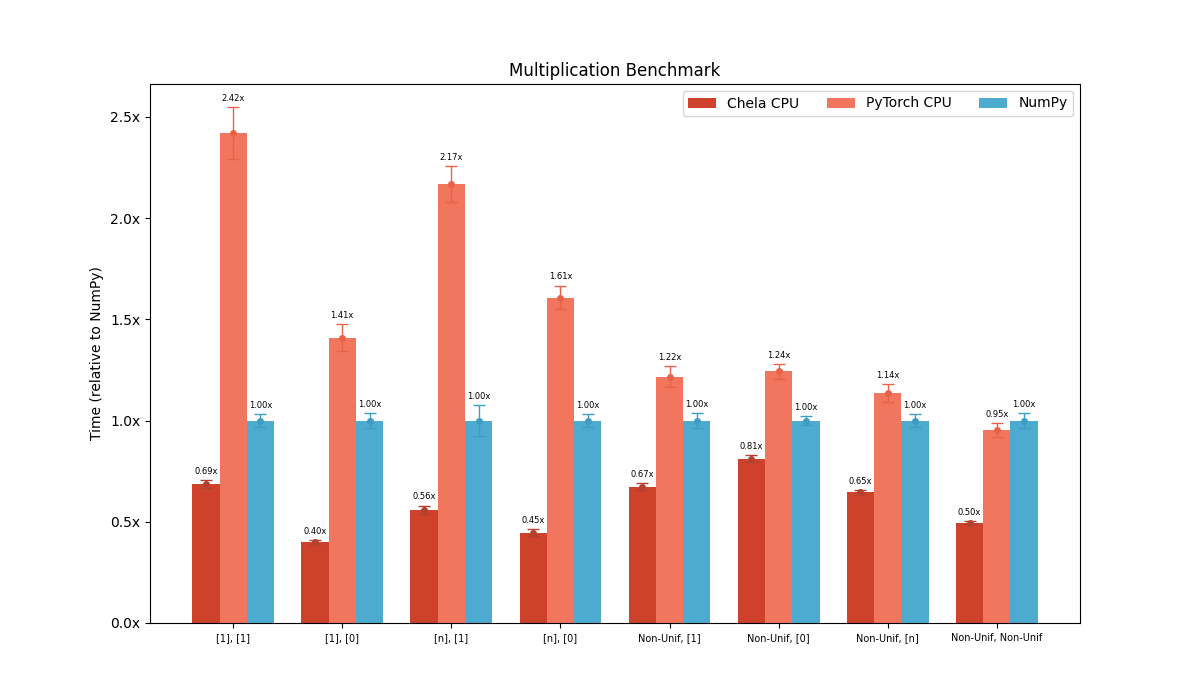 Multiplication Benchmark
Chela CPU PyTorch CPU NumPy
Time (relative to NumPy)
2.5x
2.0x
1.5x
1.0x
0.5x
0.0x
0.69x 2.42x 1.00x
0.40x 1.41x 1.00x
0.56x 2.17x 1.00x
0.45x 1.61x 1.00x
0.67x 1.22x 1.00x
0.81x 1.24x 1.00x
0.65x 1.14x 1.00x
0.50x 0.95x 1.00x
[1], [1] [1], [0] [n], [1] [n], [0] Non-Unif, [1] Non-Unif, [0] Non-Unif, [n] Non-Unif, Non-Unif